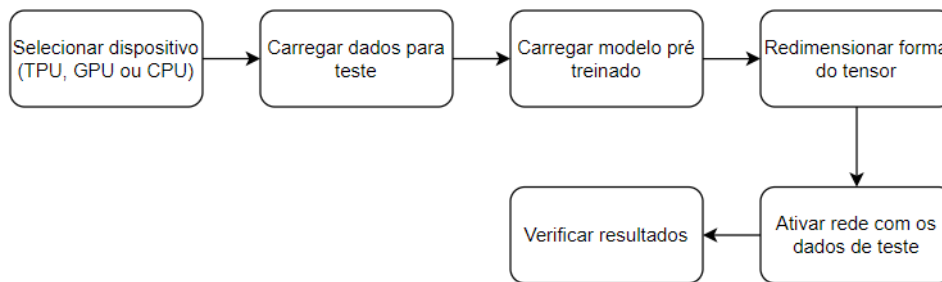 Selecionar dispositivo
(TPU, GPU ou CPU)
Carregar dados para
teste
Carregar modelo pré
treinado
Redimensionar forma
do tensor
Ativar rede com os
dados de teste
Verificar resultados